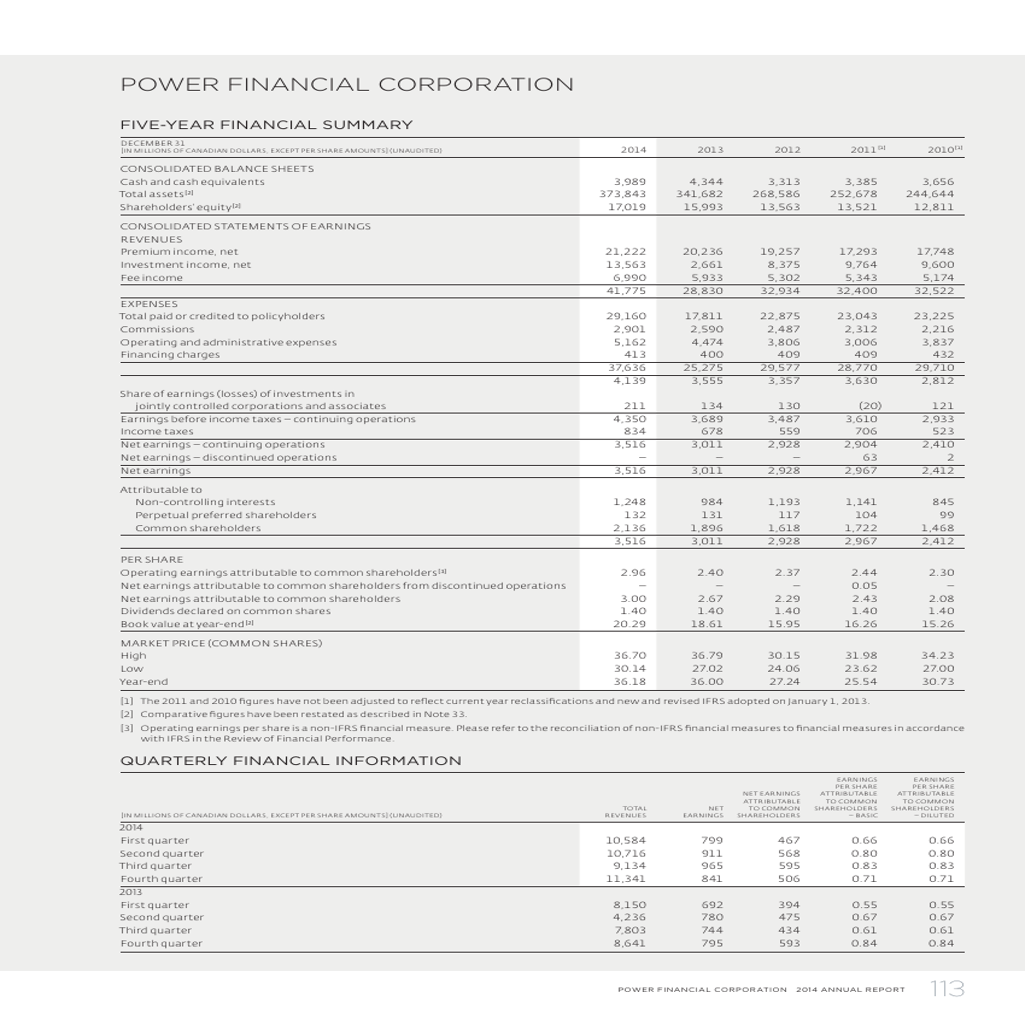 POWER FINANCIAL CORPORATION
FIVE-YEAR FINANCIAL SUMMARY
DECEMBER 31
[IN MILLIONS OF CANADIAN DOLLARS, EXCEPT PER SHARE AMOUNTS] (UNAUDITED) 2014 2013 2012 2011[1] 2010[1]
CONSOLIDATED BALANCE SHEETS
Cash and cash equivalents 3,989 4,344 3,313 3,385 3,656
Total assets[2] 373,843 341,682 268,586 252,678 244,644
Shareholders' equity[2] 17,019 15,993 13,563 13,521 12,811
CONSOLIDATED STATEMENTS OF EARNINGS
REVENUES
Premium income, net 21,222 20,236 19,257 17,293 17,748
Investment income, net 13,563 2,661 8,375 9,764 9,600
Fee income 6,990 5,933 5,302 5,343 5,174
41,775 28,830 32,934 32,400 32,522
EXPENSES
Total paid or credited to policyholders 29,160 17,811 22,875 23,043 23,225
Commissions 2,901 2,590 2,487 2,312 2,216
Operating and administrative expenses 5,162 4,474 3,806 3,006 3,837
Financing charges 413 400 409 409 432
37,636 25,275 29,577 28,770 29,710
4,139 3,555 3,357 3,630 2,812
Share of earnings (losses) of investments in
jointly controlled corporations and associates 211 134 130 (20) 121
Earnings before income taxes – continuing operations 4,350 3,689 3,487 3,610 2,933
Income taxes 834 678 559 706 523
Net earnings – continuing operations 3,516 3,011 2,928 2,904 2,410
Net earnings – discontinued operations – – – 63 2
Net earnings 3,516 3,011 2,928 2,967 2,412
Attributable to
Non-controlling interests 1,248 984 1,193 1,141 845
Perpetual preferred shareholders 132 131 117 104 99
Common shareholders 2,136 1,896 1,618 1,722 1,468
3,516 3,011 2,928 2,967 2,412
PER SHARE
Operating earnings attributable to common shareholders[3] 2.96 2.40 2.37 2.44 2.30
Net earnings attributable to common shareholders from discontinued operations – – – 0.05 –
Net earnings attributable to common shareholders 3.00 2.67 2.29 2.43 2.08
Dividends declared on common shares 1.40 1.40 1.40 1.40 1.40
Book value at year-end[2] 20.29 18.61 15.95 16.26 15.26
MARKET PRICE (COMMON SHARES)
High 36.70 36.79 30.15 31.98 34.23
Low 30.14 27.02 24.06 23.62 27.00
Year-end 36.18 36.00 27.24 25.54 30.73
[1] The 2011 and 2010 figures have not been adjusted to reflect current year reclassifications and new and revised IFRS adopted on January 1, 2013.
[2] Comparative figures have been restated as described in Note 33.
[3] Operating earnings per share is a non-IFRS financial measure. Please refer to the reconciliation of non-IFRS financial measures to financial measures in accordance
with IFRS in the Review of Financial Performance.
QUARTERLY FINANCIAL INFORMATION
[IN MILLIONS OF CANADIAN DOLLARS, EXCEPT PER SHARE AMOUNTS] (UNAUDITED) TOTAL REVENUES NET EARNINGS NET EARNINGS ATTRIBUTABLE TO COMMON SHAREHOLDERS EARNINGS PER SHARE ATTRIBUTABLE TO COMMON SHAREHOLDERS – BASIC EARNINGS PER SHARE ATTRIBUTABLE TO COMMON SHAREHOLDERS – DILUTED
2014
First quarter 10,584 799 467 0.66 0.66
Second quarter 10,716 911 568 0.80 0.80
Third quarter 9,134 965 595 0.83 0.83
Fourth quarter 11,341 841 506 0.71 0.71
2013
First quarter 8,150 692 394 0.55 0.55
Second quarter 4,236 780 475 0.67 0.67
Third quarter 7,803 744 434 0.61 0.61
Fourth quarter 8,641 795 593 0.84 0.84
POWER FINANCIAL CORPORATION 2014 ANNUAL REPORT 113